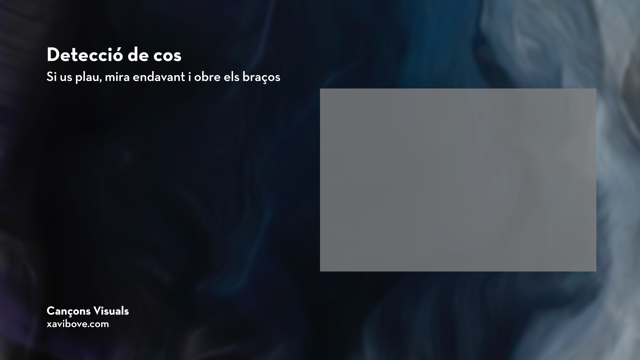 Detecció de cos
Si us plau, mira endavant i obre els braços
Cançons Visuals
xavibove.com